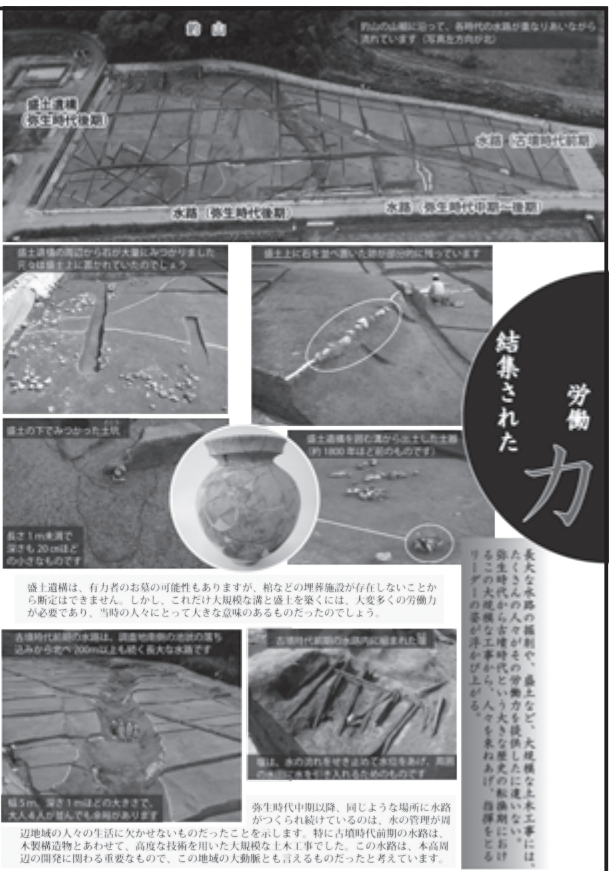 釣 山
釣山の山裾に沿って、各時代の水路が重なりあいながら
流れています（写真左方向が北）
盛土遺構
（弥生時代後期）
水路（古墳時代前期）
水路（弥生時代後期）
水路（弥生時代中期～後期）
盛土遺構の周辺から石が大量にみつかりました
元々は盛土上に置かれていたのでしょう
盛土上に石を並べ置いた跡が部分的に残っています
結集された
労働
力
盛土の下でみつかった土坑
長さ1m未満で
深さも20㎝ほど
の小さなものです
盛土遺構を囲む溝から出土した土器
（約1800年ほど前のものです）
長大な水路の掘削や、盛土など、大規模な土木工事には、
たくさんの人々がその労働力を提供したに違いない。
弥生時代から古墳時代という大きな歴史の転換期におけ
るこの大規模な工事から、人々を束ねあげ、指揮をとる
リーダーの姿が浮かび上がる。
盛土遺構は、有力者のお墓の可能性もありますが、棺などの埋葬施設が存在しないことか
ら断定はできません。しかし、これだけ大規模な溝と盛土を築くには、大変多くの労働力
が必要であり、当時の人々にとって大きな意味のあるものだったのでしょう。
古墳時代前期の水路は、調査地南側の池状の落ち
込みから北へ200m以上も続く長大な水路です
幅5m、深さ1mほどの大きさで、
大人4人が並んでも余裕があります
古墳時代前期の水路内に組まれた堰
堰は、水の流れをせき止めて水位をあげ、周囲
の水田に水を引き入れるためのものです
弥生時代中期以降、同じような場所に水路
がつくられ続けているのは、水の管理が周
辺地域の人々の生活に欠かせないものだったことを示します。特に古墳時代前期の水路は、
木製構造物とあわせて、高度な技術を用いた大規模な土木工事でした。この水路は、本高周
辺の開発に関わる重要なもので、この地域の大動脈とも言えるものだったと考えています。